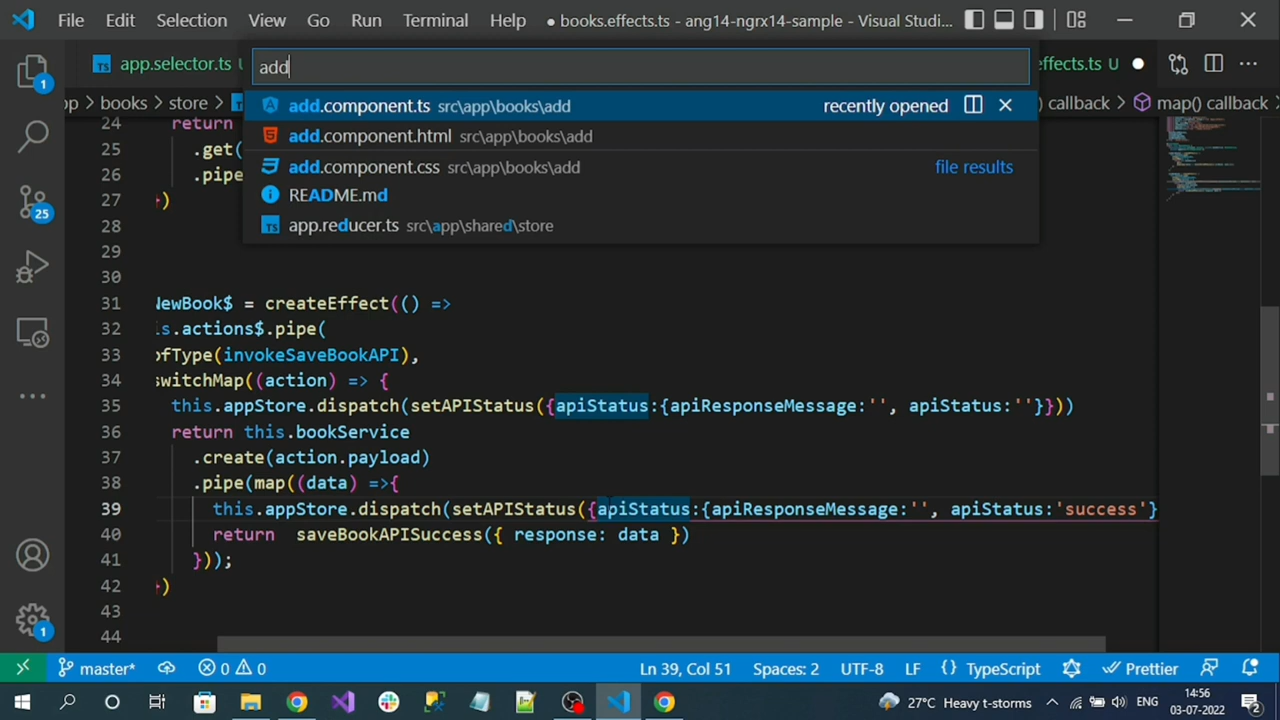 File Edit Selection View Go Run Terminal Help ● books.effects.ts - ang14-ngrx14-sample - Visual Studi...
app.selector.ts U
effects.ts U ●
op > books > store >
) callback > map() callback
add
add.component.ts src\app\books\add recently opened
add.component.html src\app\books\add
add.component.css src\app\books\add file results
README.md
app.reducer.ts src\app\shared\store
24 return
25 .get(
26 .pipe
27 })
28
29
30
31 NewBook$ = createEffect(() =>
32 is.actions$.pipe(
33 ofType(invokeSaveBookAPI),
34 switchMap((action) => {
35 this.appStore.dispatch(setAPIStatus({apiStatus:{apiResponseMessage:'', apiStatus:''}}))
36 return this.bookService
37 .create(action.payload)
38 .pipe(map((data) =>{
39 this.appStore.dispatch(setAPIStatus({apiStatus:{apiResponseMessage:'', apiStatus:'success'}
40 return saveBookAPISuccess({ response: data })
41 }));
42 })
43
44
1
25
1
master* 0 0 Ln 39, Col 51 Spaces: 2 UTF-8 LF {} TypeScript Prettier
27°C Heavy t-storms ENG 14:56
03-07-2022 2